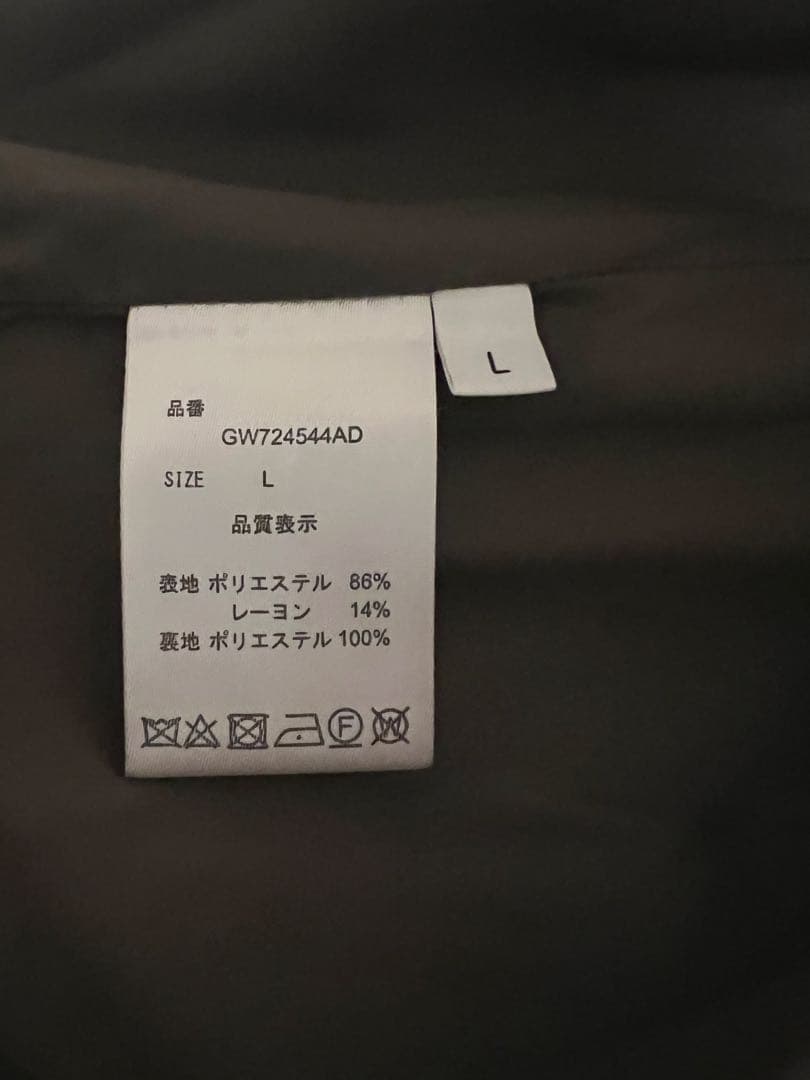 L
品番
GW724544AD
SIZE L
品質表示
表地 ポリエステル 86%
レーヨン 14%
裏地 ポリエステル 100%
F W